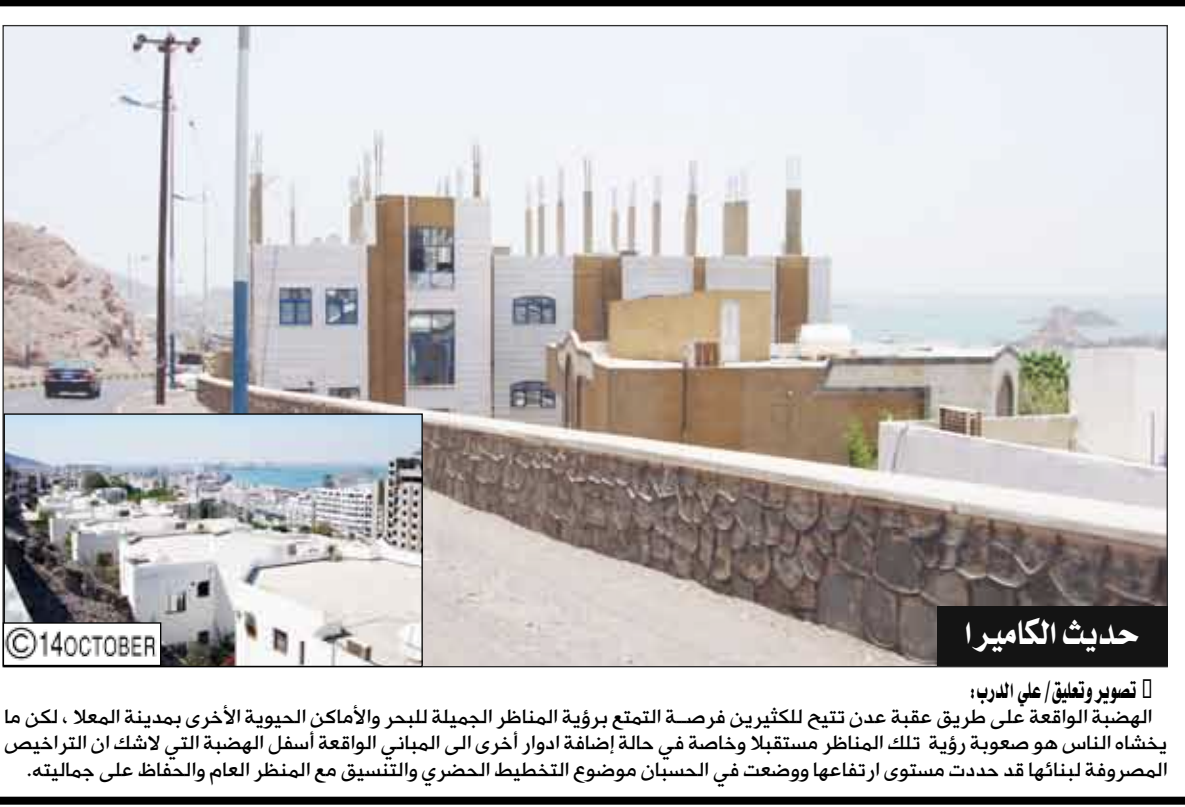 ©14OCTOBER
حديث الكاميرا
تصوير وتعليق/ علي الدرب:
الهضبة الواقعة على طريق عقبة عدن تتيح للكثيرين فرصــة التمتع برؤية المناظر الجميلة للبحر والأماكن الحيوية الأخرى بمدينة المعلا ، لكن ما
يخشاه الناس هو صعوبة رؤية تلك المناظر مستقبلا وخاصة في حالة إضافة ادوار أخرى الى المباني الواقعة أسفل الهضبة التي لاشك ان التراخيص
المصروفة لبنائها قد حددت مستوى ارتفاعها ووضعت في الحسبان موضوع التخطيط الحضري والتنسيق مع المنظر العام والحفاظ على جماليته.